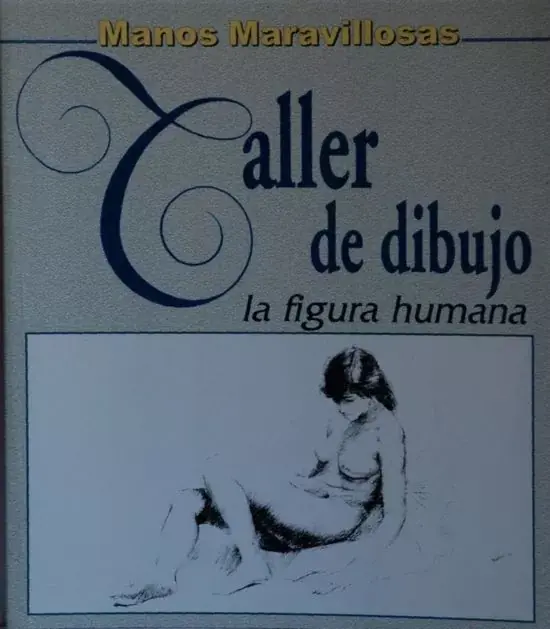 Manos Maravillosas
Taller
de dibujo
la figura humana